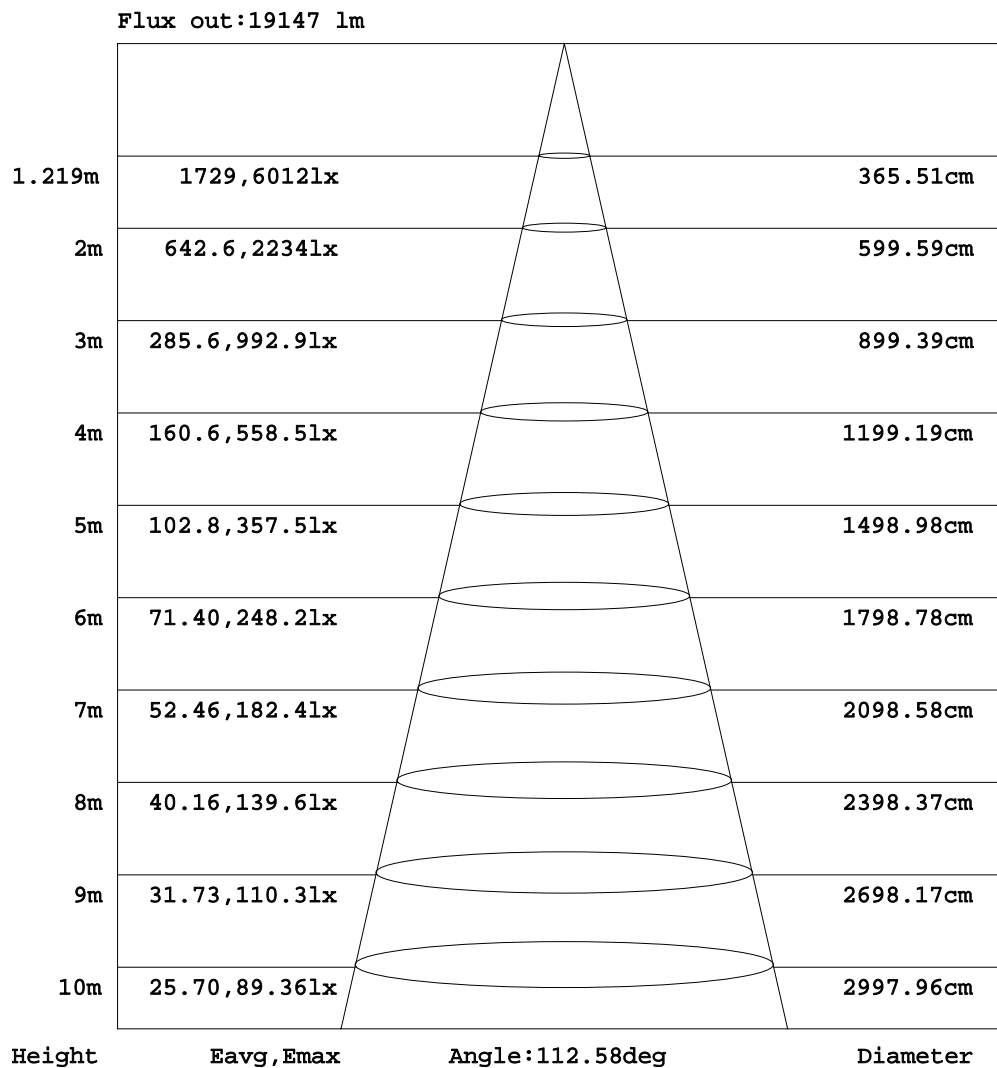 Flux out:19147 lm
1.219m 1729,6012lx 365.51cm
2m 642.6,2234lx 599.59cm
3m 285.6,992.9lx 899.39cm
4m 160.6,558.5lx 1199.19cm
5m 102.8,357.5lx 1498.98cm
6m 71.40,248.2lx 1798.78cm
7m 52.46,182.4lx 2098.58cm
8m 40.16,139.6lx 2398.37cm
9m 31.73,110.3lx 2698.17cm
10m 25.70,89.36lx 2997.96cm
Height Eavg,Emax Angle:112.58deg Diameter